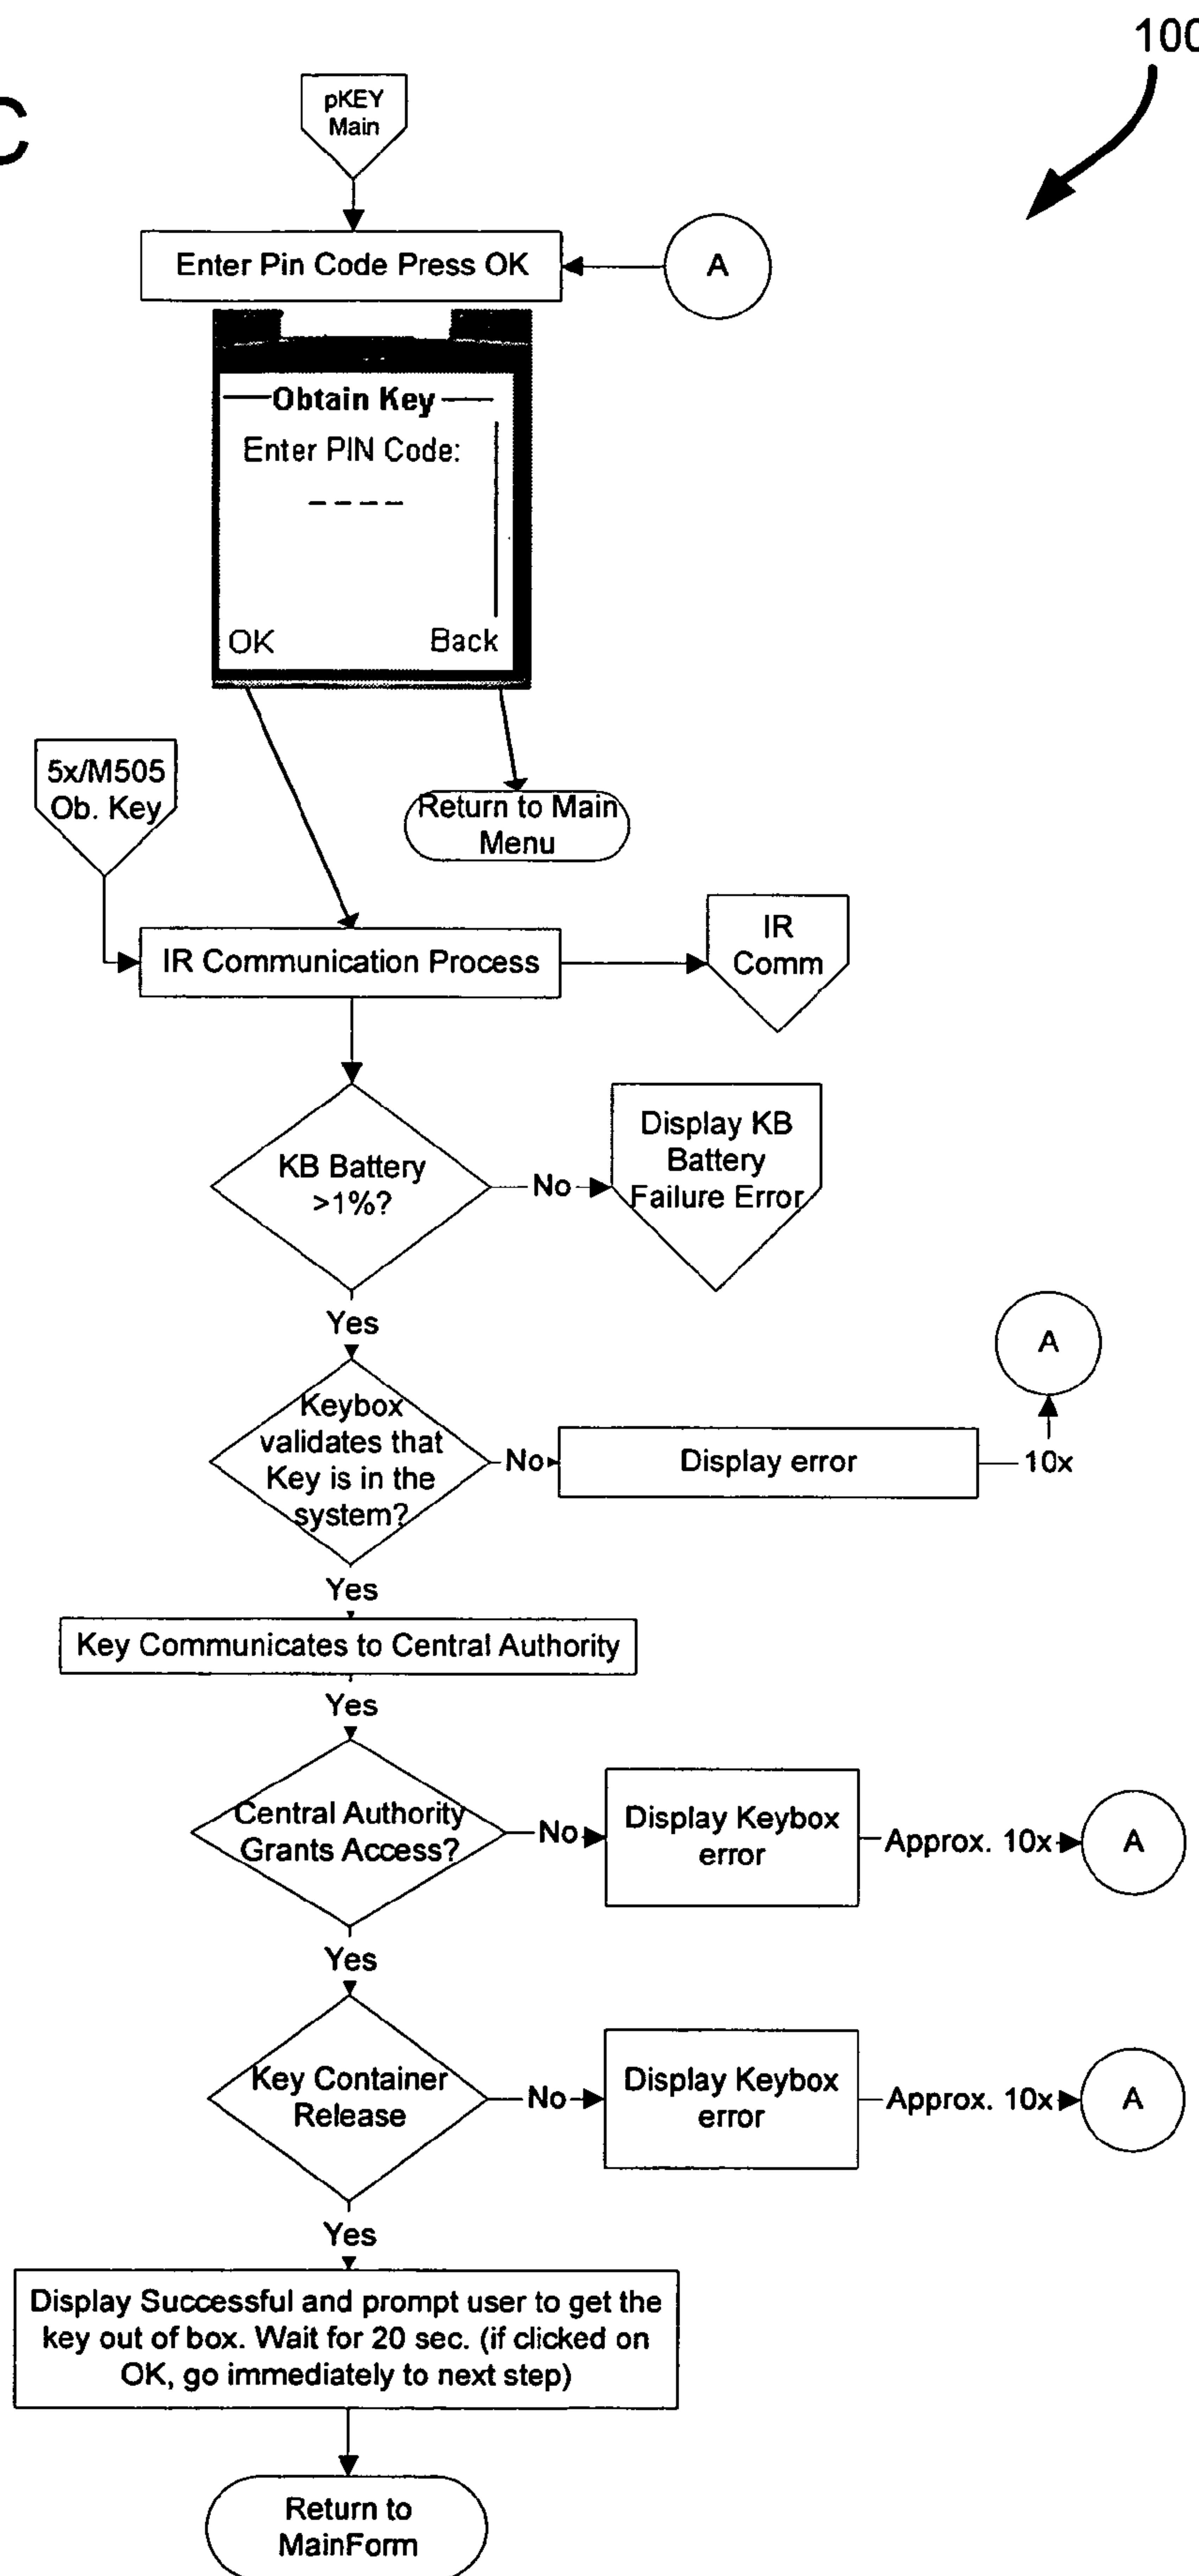 100
C
pKEY
Main
Enter Pin Code Press OK
A
Obtain Key
Enter PIN Code:
_ _ _ _
OK Back
5x/M505
Ob. Key
Return to Main
Menu
IR Communication Process
IR
Comm
KB Battery
>1%?
No
Display KB
Battery
Failure Error
Yes
A
Keybox
validates that
Key is in the
system?
No
Display error
10x
Yes
Key Communicates to Central Authority
Yes
Central Authority
Grants Access?
No
Display Keybox
error
Approx. 10x
A
Yes
Key Container
Release
No
Display Keybox
error
Approx. 10x
A
Yes
Display Successful and prompt user to get the
key out of box. Wait for 20 sec. (if clicked on
OK, go immediately to next step)
Return to
MainForm